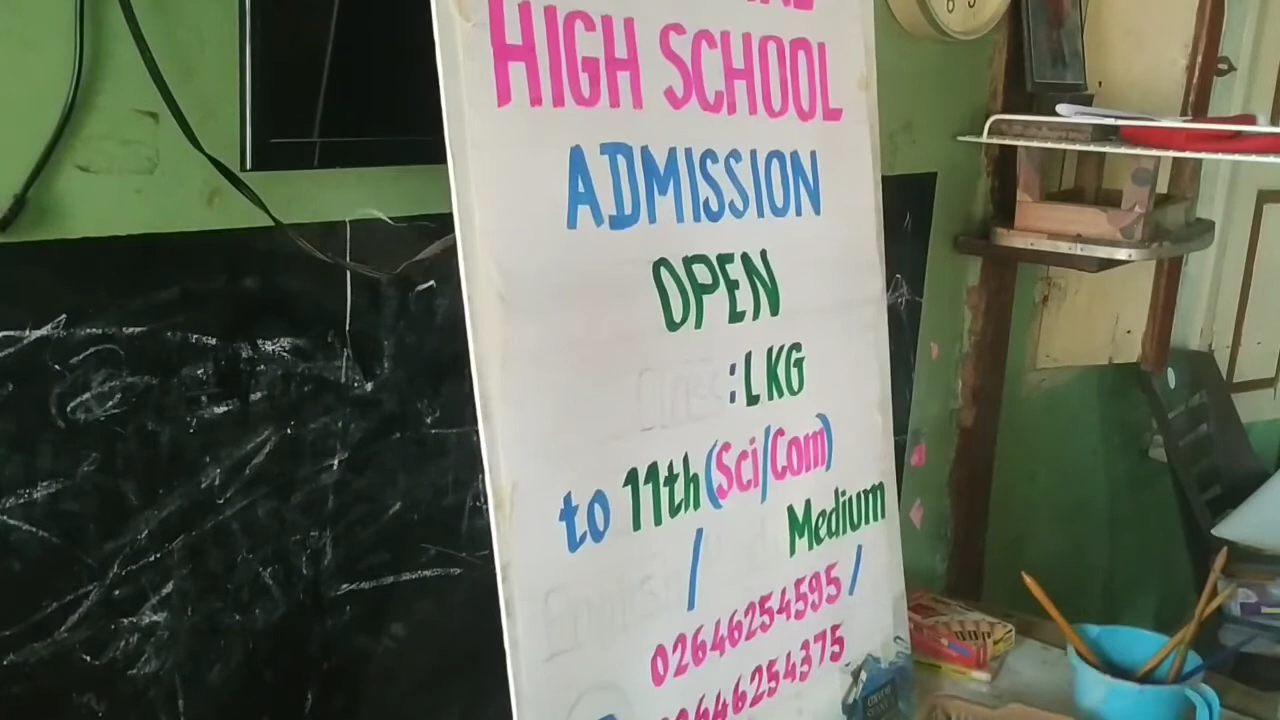 HIGH SCHOOL
ADMISSION
OPEN
: LKG
to 11th (Sci/Com)
/ Medium
02646254595 /
02646254375